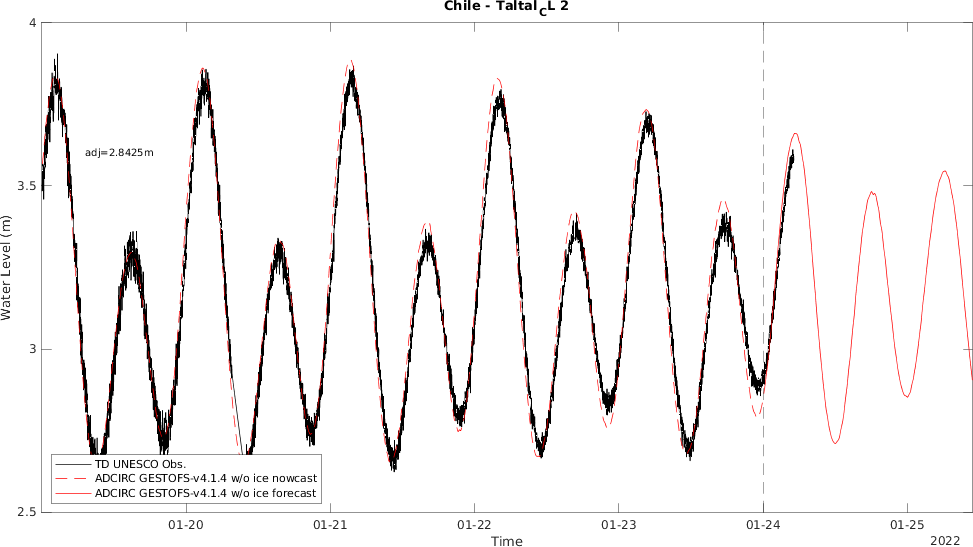 Chile - Taltal_CL 2
4
adj=2.8425m
3.5
Water Level (m)
3
TD UNESCO Obs.
ADCIRC GESTOFS-v4.1.4 w/o ice nowcast
ADCIRC GESTOFS-v4.1.4 w/o ice forecast
2.5
01-20 01-21 01-22 01-23 01-24 01-25
Time
2022